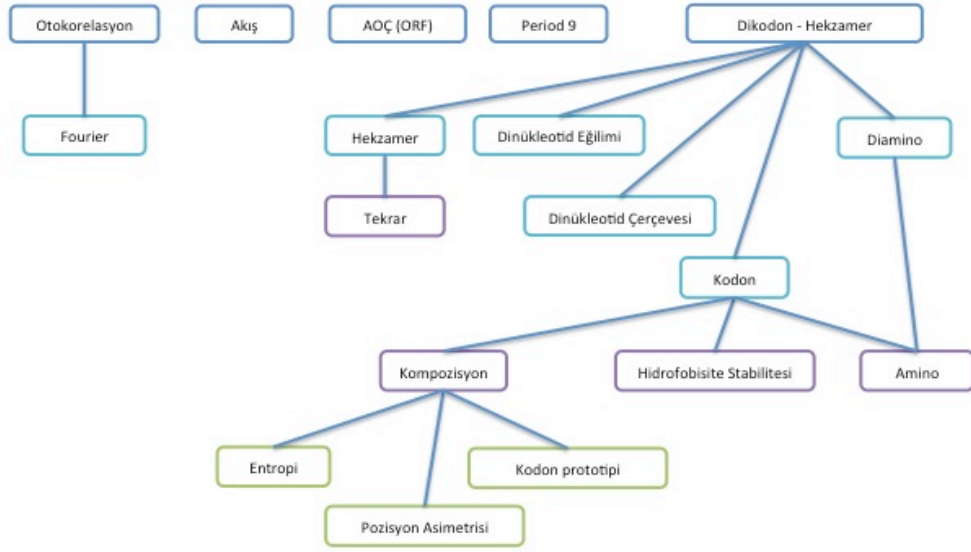 Otokorelasyon
Akış
AOÇ (ORF)
Period 9
Dikodon - Hekzamer
Fourier
Hekzamer
Dinükleotid Eğilimi
Diamino
Tekrar
Dinükleotid Çerçevesi
Kodon
Kompozisyon
Hidrofobisite Stabilitesi
Amino
Entropi
Kodon prototipi
Pozisyon Asimetrisi